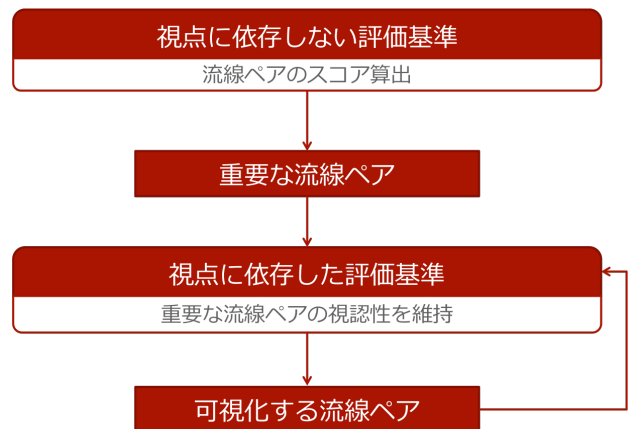 視点に依存しない評価基準
流線ペアのスコア算出
重要な流線ペア
視点に依存した評価基準
重要な流線ペアの視認性を維持
可視化する流線ペア